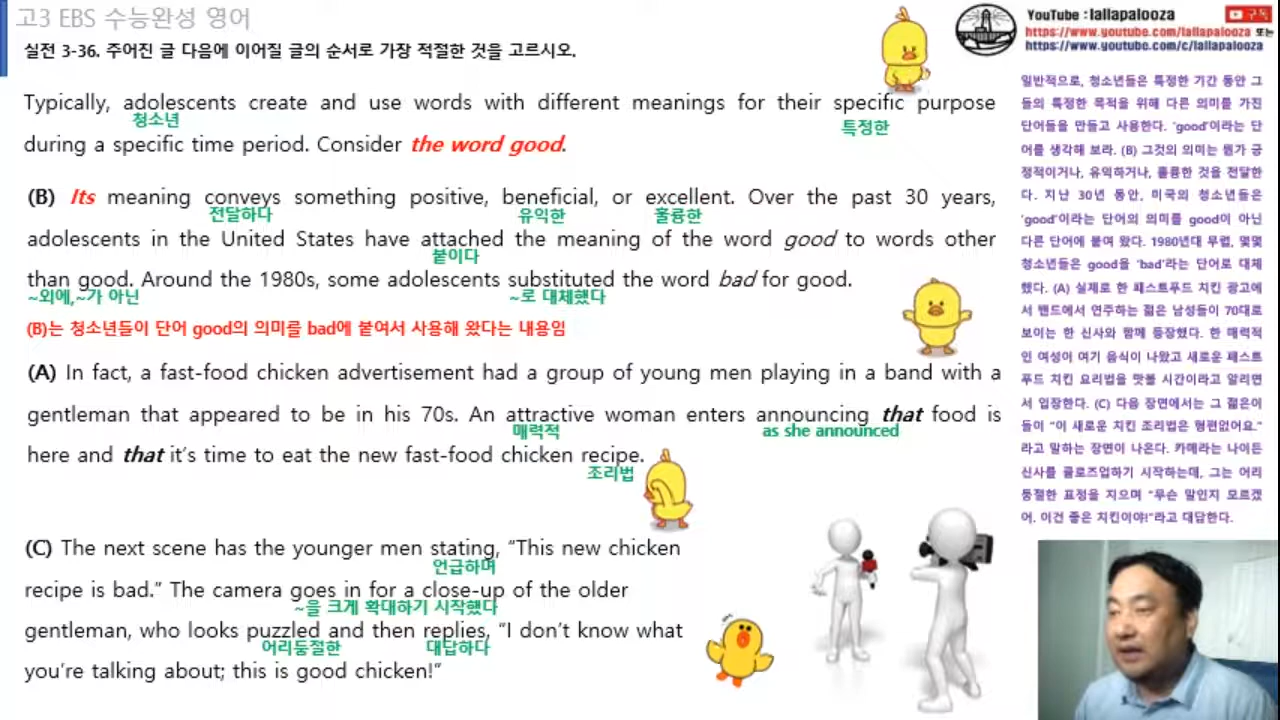 고3 EBS 수능완성 영어
실전 3-36. 주어진 글 다음에 이어질 글의 순서로 가장 적절한 것을 고르시오.
YouTube : lallapalooza
구독
https://www.youtube.com/lallapalooza 또는
https://www.youtube.com/c/lallapalooza
Typically, adolescents create and use words with different meanings for their specific purpose
청소년
특정한
during a specific time period. Consider the word good.
(B) Its meaning conveys something positive, beneficial, or excellent. Over the past 30 years,
전달하다
유익한
훌륭한
adolescents in the United States have attached the meaning of the word good to words other
붙이다
than good. Around the 1980s, some adolescents substituted the word bad for good.
~외에,~가 아닌
~로 대체했다
(B)는 청소년들이 단어 good의 의미를 bad에 붙여서 사용해 왔다는 내용임
(A) In fact, a fast-food chicken advertisement had a group of young men playing in a band with a
gentleman that appeared to be in his 70s. An attractive woman enters announcing that food is
매력적
as she announced
here and that it's time to eat the new fast-food chicken recipe.
조리법
(C) The next scene has the younger men stating, “This new chicken
언급하며
recipe is bad.” The camera goes in for a close-up of the older
~을 크게 확대하기 시작했다
gentleman, who looks puzzled and then replies, “I don't know what
어리둥절한
대답하다
you're talking about; this is good chicken!”
일반적으로, 청소년들은 특정한 기간 동안 그
들의 특정한 목적을 위해 다른 의미를 가진
단어들을 만들고 사용한다. 'good'이라는 단
어를 생각해 보라. (B) 그것의 의미는 뭔가 긍
정적이거나, 유익하거나, 훌륭한 것을 전달한
다. 지난 30년 동안, 미국의 청소년들은
'good'이라는 단어의 의미를 good이 아닌
다른 단어에 붙여 왔다. 1980년대 무렵, 몇몇
청소년들은 good을 'bad'라는 단어로 대체
했다. (A) 실제로 한 패스트푸드 치킨 광고에
서 밴드에서 연주하는 젊은 남성들이 70대로
보이는 한 신사와 함께 등장했다. 한 매력적
인 여성이 여기 음식이 나왔고 새로운 패스트
푸드 치킨 요리법을 맛볼 시간이라고 알리면
서 입장한다. (C) 다음 장면에서는 그 젊은이
들이 “이 새로운 치킨 조리법은 형편없어요.”
라고 말하는 장면이 나온다. 카메라는 나이든
신사를 클로즈업하기 시작하는데, 그는 어리
둥절한 표정을 지으며 “무슨 말인지 모르겠
어. 이건 좋은 치킨이야!”라고 대답한다.